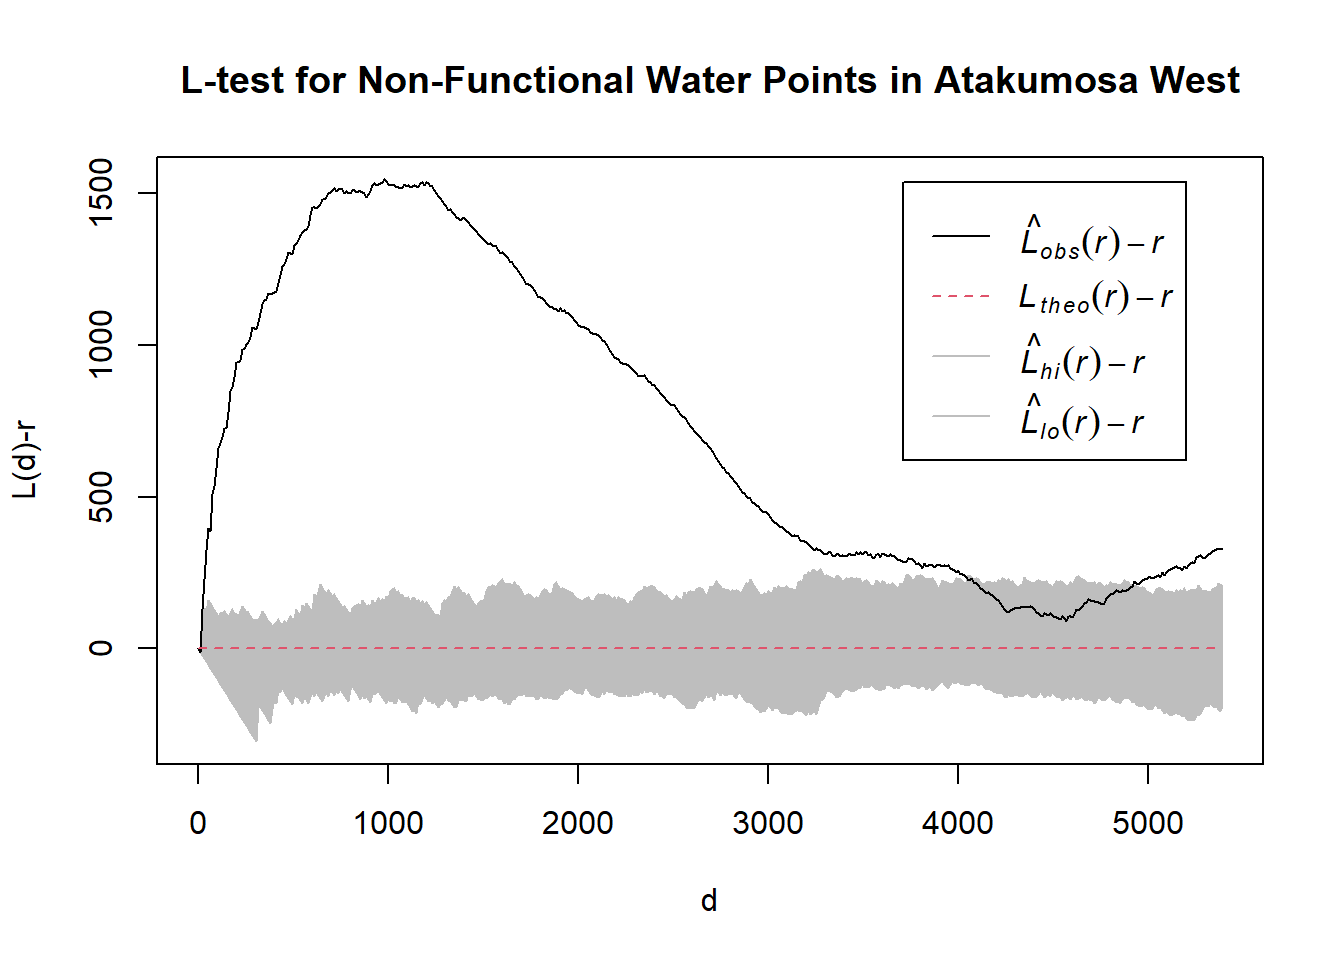 L-test for Non-Functional Water Points in Atakumosa West
L(d)-r
1500
1000
500
0
L̂obs(r) − r
Ltheo(r) − r
L̂hi(r) − r
L̂lo(r) − r
0 1000 2000 3000 4000 5000
d